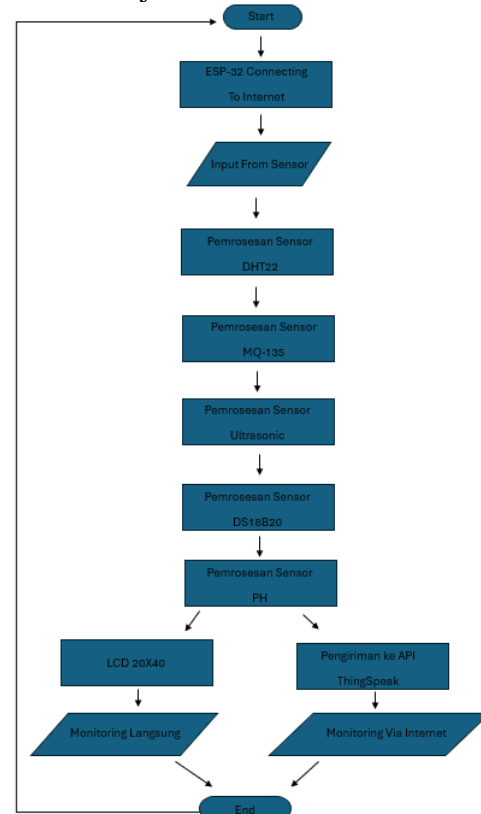 Start
ESP-32 Connecting
To Internet
Input From Sensor
Pemrosesan Sensor
DHT22
Pemrosesan Sensor
MQ-135
Pemrosesan Sensor
Ultrasonic
Pemrosesan Sensor
DS18B20
Pemrosesan Sensor
PH
LCD 20X40
Pengiriman ke API
ThingSpeak
Monitoring Langsung
Monitoring Via Internet
End